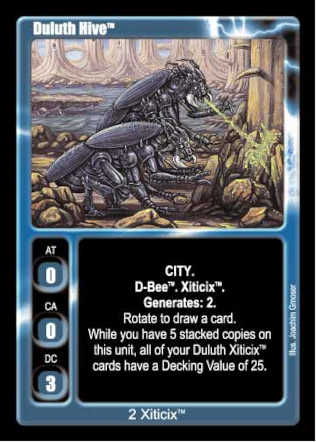 Duluth Hive™
AT
0
CA
0
DC
3
CITY.
D-Bee™. Xiticix™.
Generates: 2.
Rotate to draw a card.
While you have 5 stacked copies on
this unit, all of your Duluth Xiticix™
cards have a Decking Value of 25.
Illus. Joachim Gmoser
2 Xiticix™